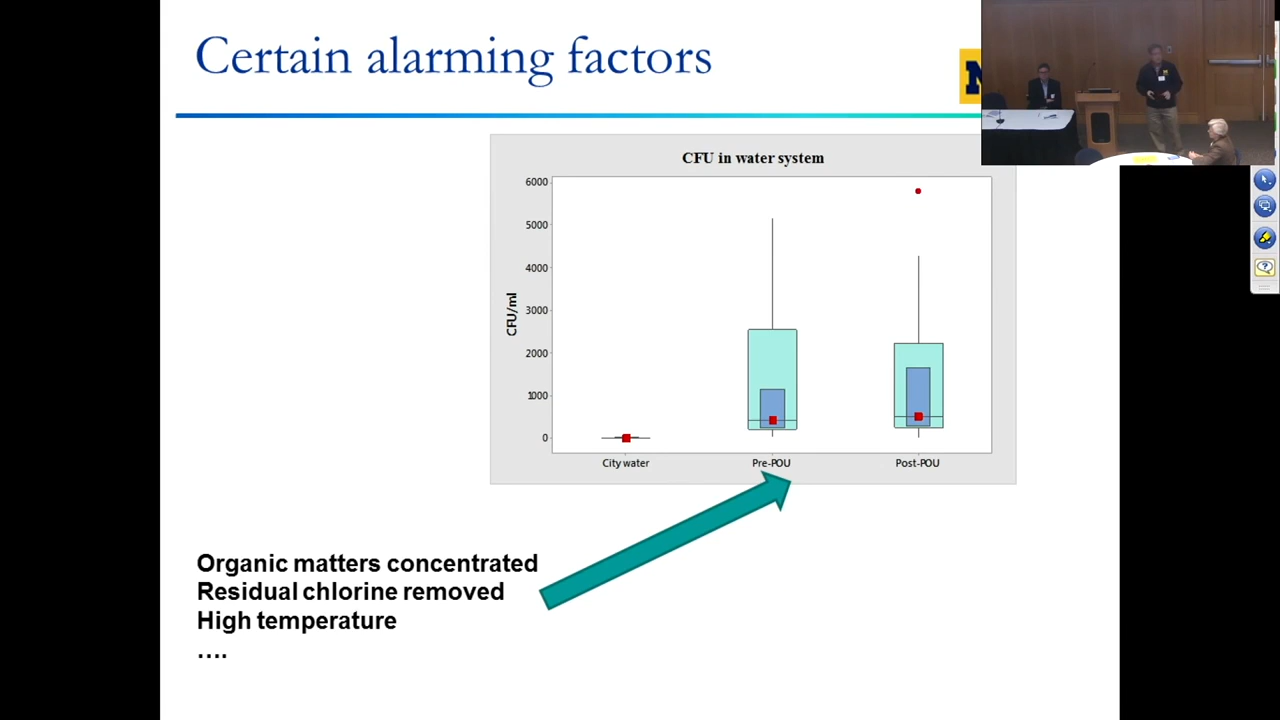 Certain alarming factors
CFU in water system
CFU/ml
6000
5000
4000
3000
2000
1000
0
City water
Pre-POU
Post-POU
Organic matters concentrated
Residual chlorine removed
High temperature
....